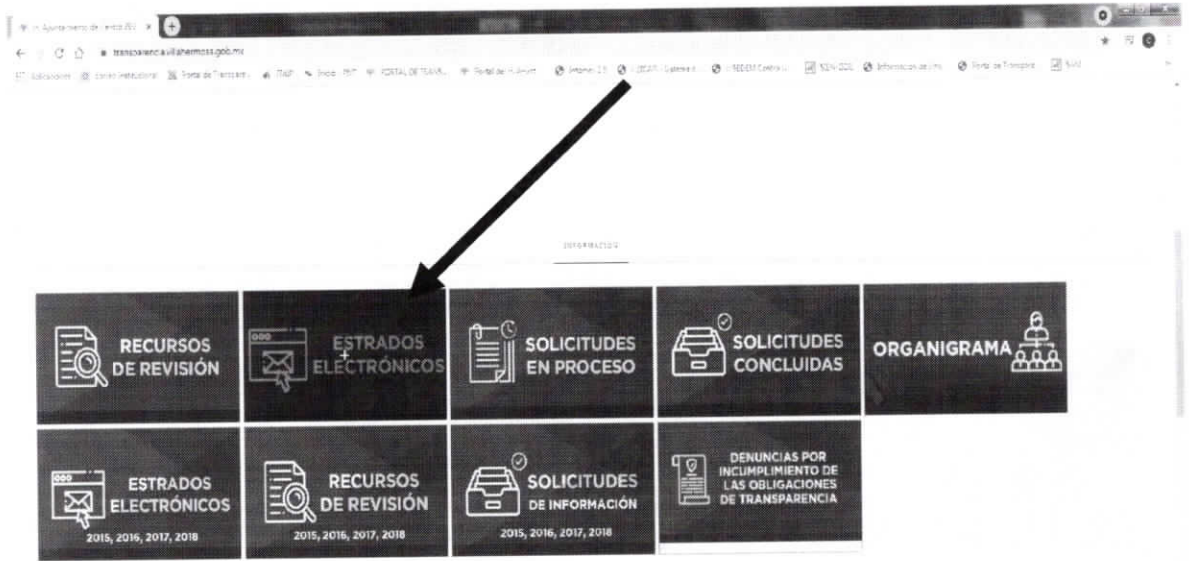 transparencia.villahermosa.gob.mx
INFORMACIÓN
RECURSOS
DE REVISIÓN
ESTRADOS
ELECTRÓNICOS
SOLICITUDES
EN PROCESO
SOLICITUDES
CONCLUIDAS
ORGANIGRAMA
ESTRADOS
ELECTRÓNICOS
2015, 2016, 2017, 2018
RECURSOS
DE REVISIÓN
2015, 2016, 2017, 2018
SOLICITUDES
DE INFORMACIÓN
2015, 2016, 2017, 2018
DENUNCIAS POR
INCUMPLIMIENTO DE
LAS OBLIGACIONES
DE TRANSPARENCIA